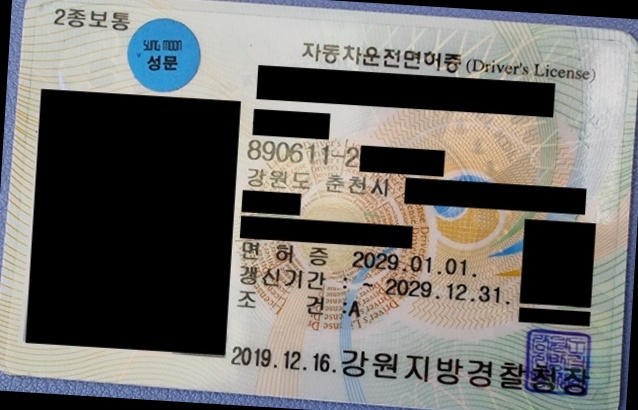 2종보통
SUNG MOON
성문
자동차운전면허증 (Driver's License)
890611-2
강원도 춘천시
면 허 증 2029.01.01.
갱신기간 : ~ 2029.12.31.
조 건 :A
2019.12.16. 강원지방경찰청장